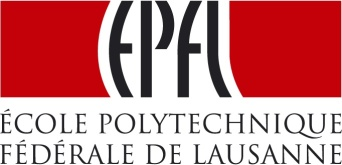 EPFL
ÉCOLE POLYTECHNIQUE
FÉDÉRALE DE LAUSANNE